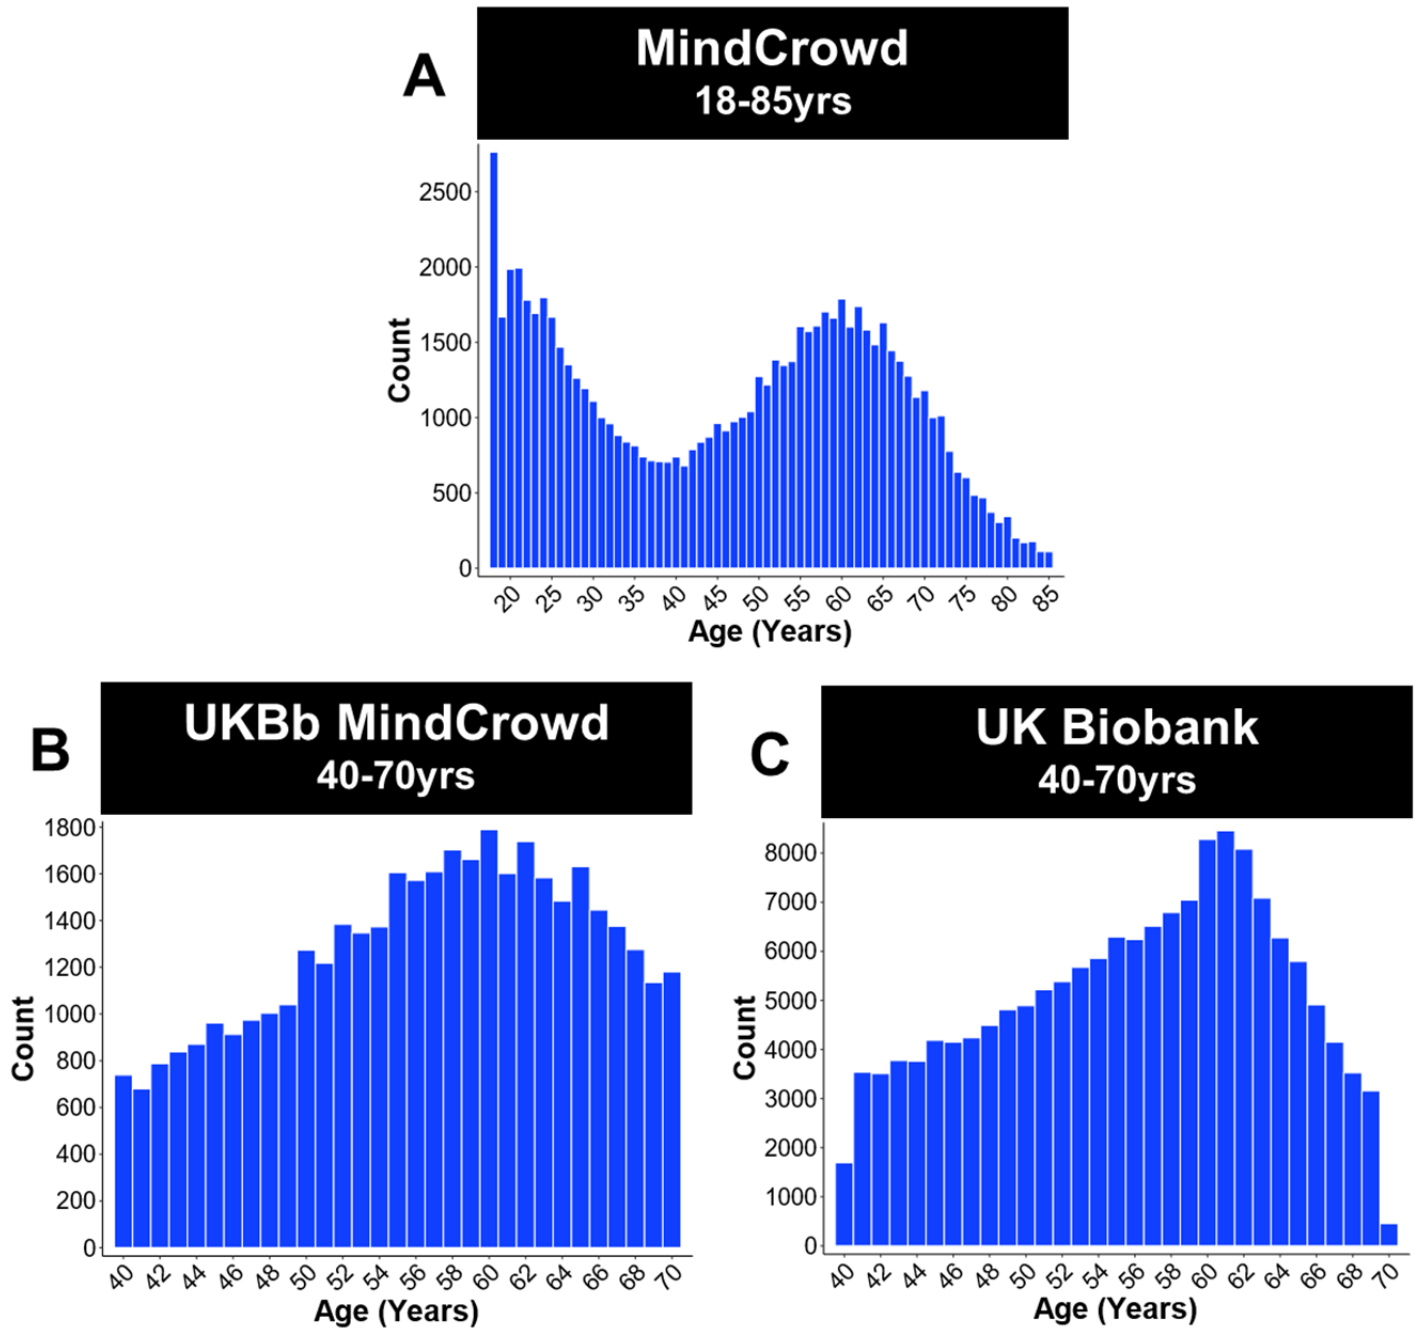 A
MindCrowd
18-85yrs
Count
2500
2000
1500
1000
500
0
20 25 30 35 40 45 50 55 60 65 70 75 80 85
Age (Years)
B
UKBb MindCrowd
40-70yrs
Count
1800
1600
1400
1200
1000
800
600
400
200
0
40 42 44 46 48 50 52 54 56 58 60 62 64 66 68 70
Age (Years)
C
UK Biobank
40-70yrs
Count
8000
7000
6000
5000
4000
3000
2000
1000
0
40 42 44 46 48 50 52 54 56 58 60 62 64 66 68 70
Age (Years)